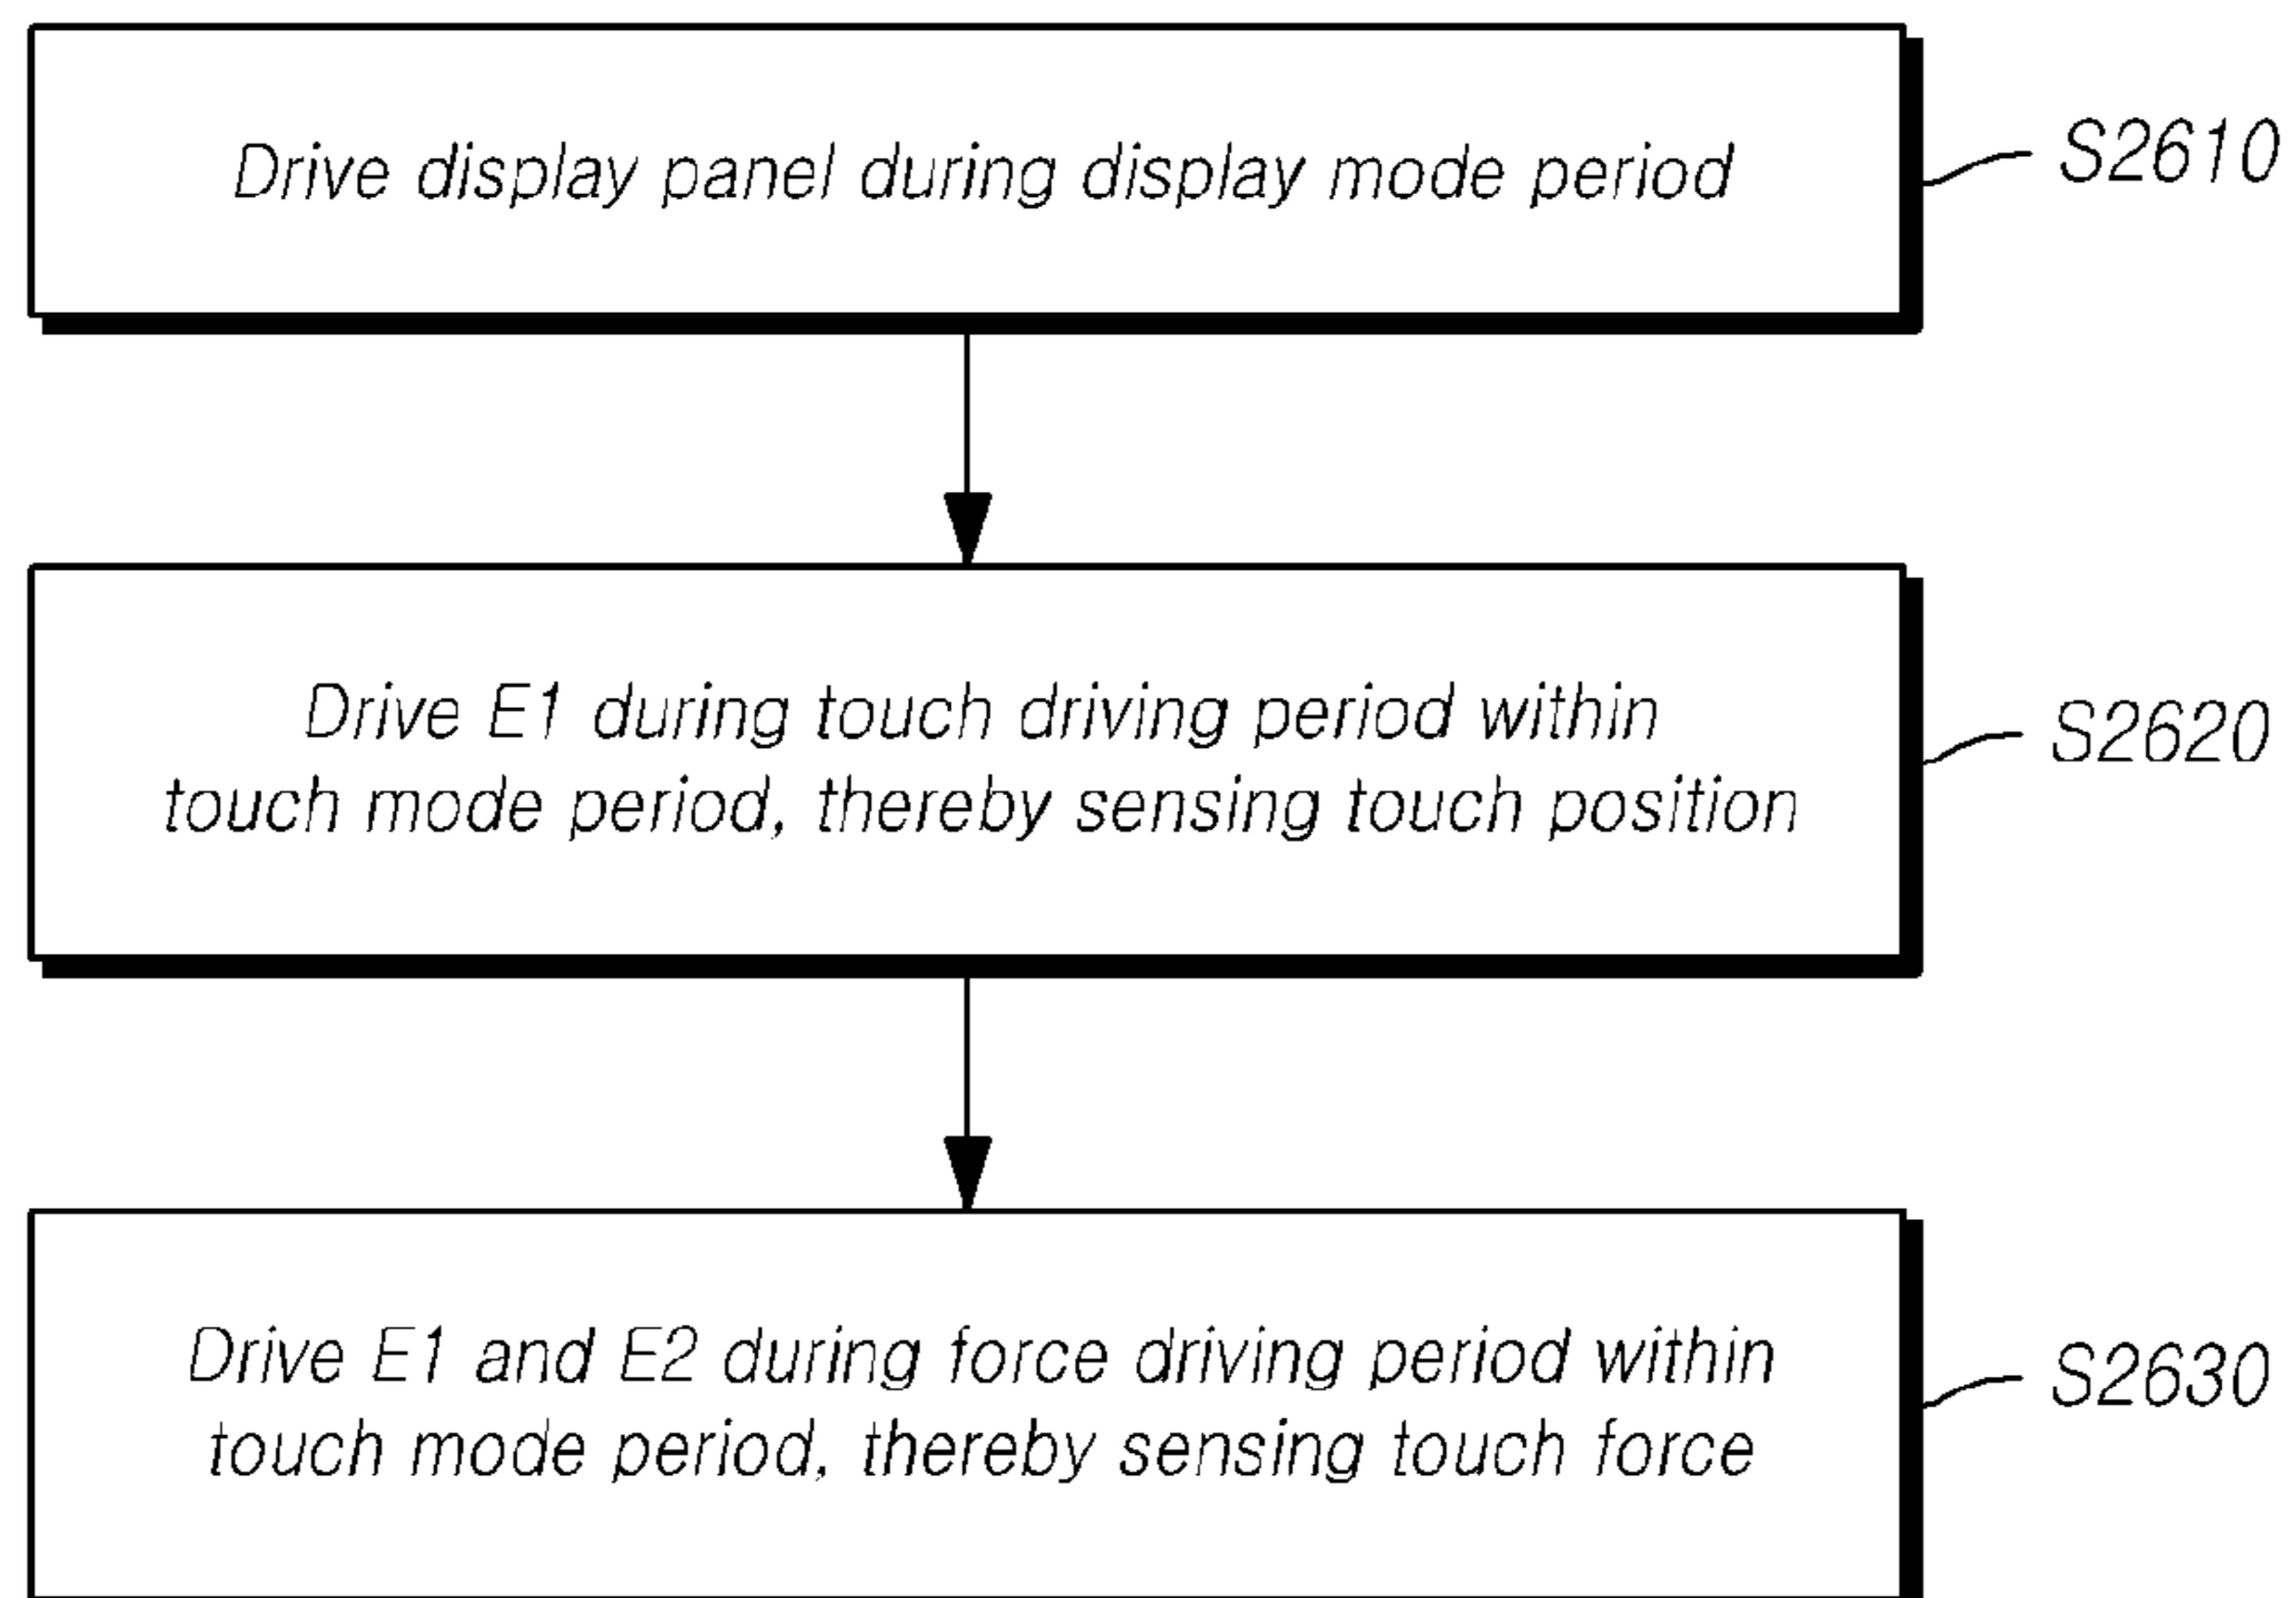 Drive display panel during display mode period
S2610
Drive E1 during touch driving period within
touch mode period, thereby sensing touch position
S2620
Drive E1 and E2 during force driving period within
touch mode period, thereby sensing touch force
S2630